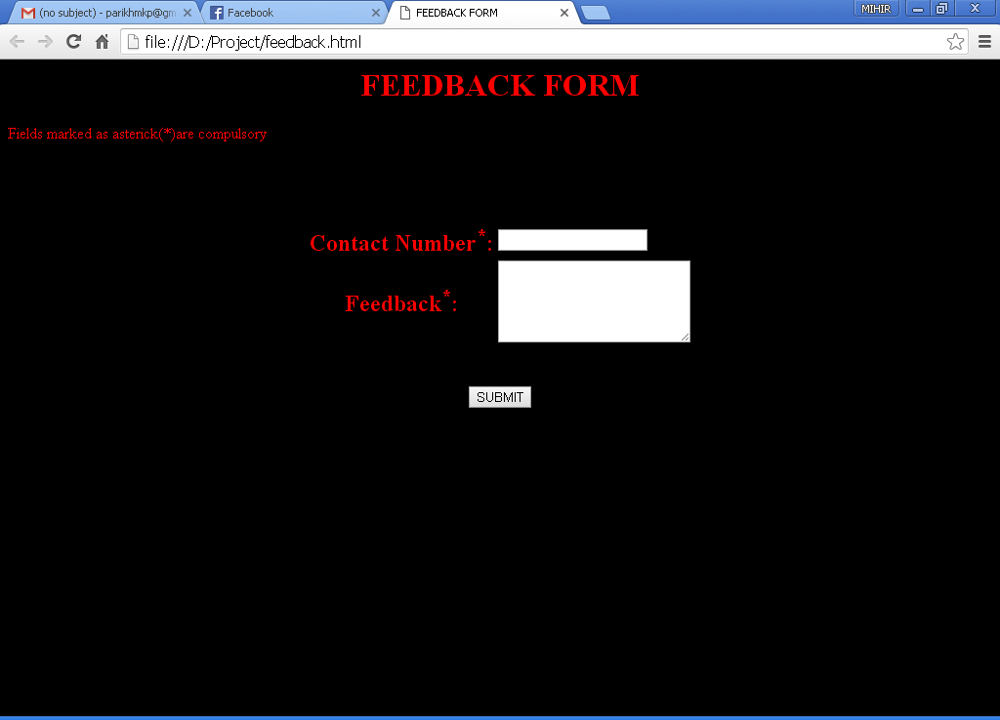 (no subject) - parikhmkp@gm
Facebook
FEEDBACK FORM
MIHIR
file:///D:/Project/feedback.html
FEEDBACK FORM
Fields marked as asterick(*)are compulsory
Contact Number*:
Feedback*:
SUBMIT